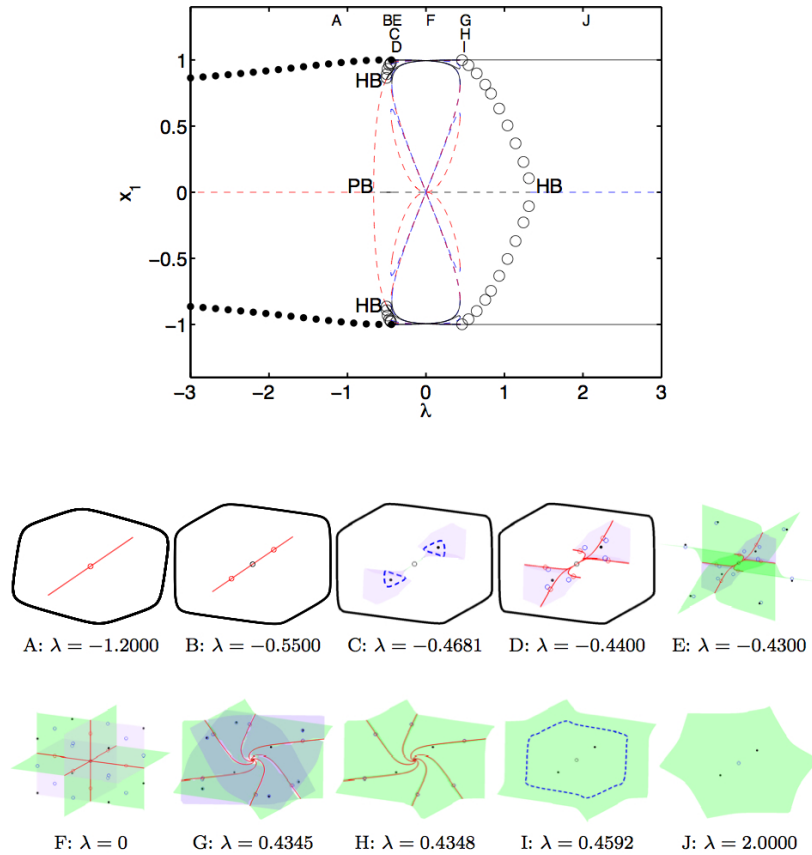 A BE F G J
C H
D I
1
HB
0.5
x1
0 PB HB
−0.5
HB
−1
−3 −2 −1 0 1 2 3
λ
A: λ = −1.2000 B: λ = −0.5500 C: λ = −0.4681 D: λ = −0.4400 E: λ = −0.4300
F: λ = 0 G: λ = 0.4345 H: λ = 0.4348 I: λ = 0.4592 J: λ = 2.0000